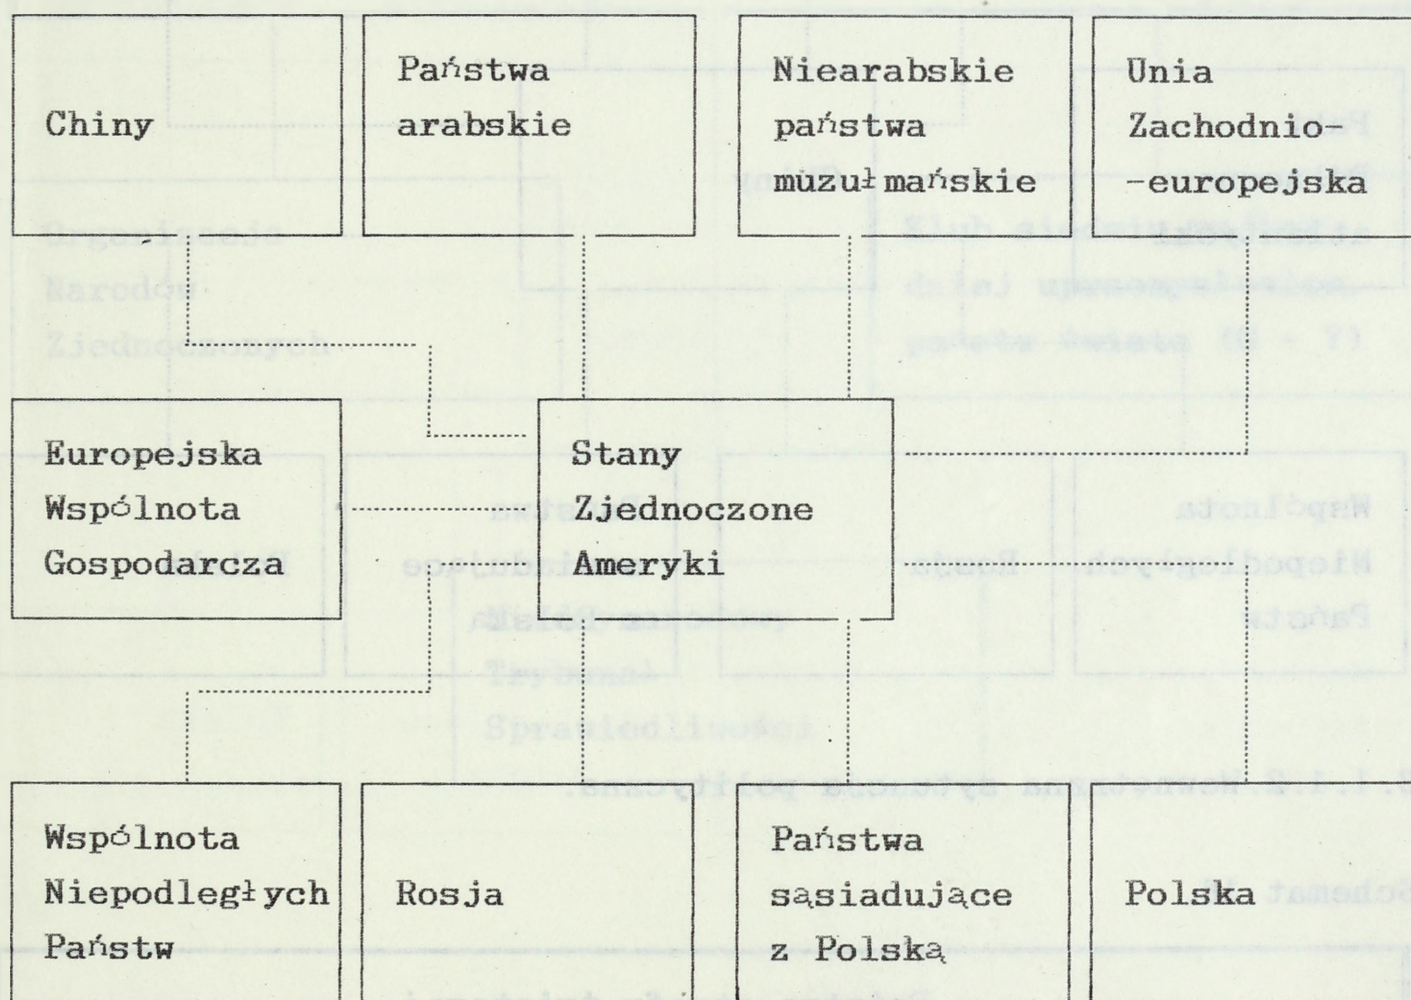 Chiny
Państwa
arabskie
Niearabskie
państwa
muzułmańskie
Unia
Zachodnio-
-europejska
Europejska
Wspólnota
Gospodarcza
Stany
Zjednoczone
Ameryki
Wspólnota
Niepodległych
Państw
Rosja
Państwa
sąsiadujące
z Polską
Polska